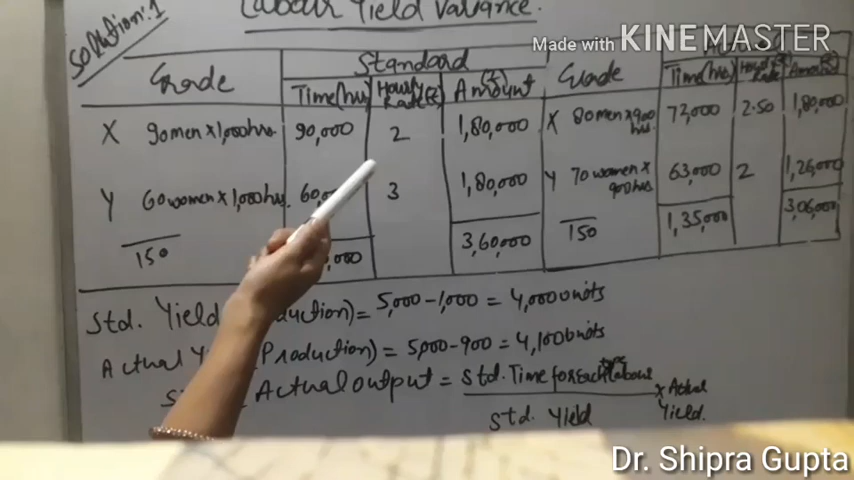 Labour Yield Variance.
Solution:1
Made with KINEMASTER
Standard
Grade
Time(hrs) Hourly Rate(₹) Amount(₹)
Grade
Time(hrs) Hourly Rate(₹) Amount(₹)
X 90men×1,000hrs. 90,000 2 1,80,000
X 80men×900 hrs. 72,000 2.50 1,80,000
Y 60women×1,000hrs. 3 1,80,000
Y 70women× 900hrs. 63,000 2 1,26,000
150 3,60,000
150 1,35,000 3,06,000
Std. Yield = 5,000-1,000 = 4,000units
Actual (Production) = 5,000-900 = 4,100units
Actual output = Std. Time for each Labour × Actual Yield.
Std. Yield
Dr. Shipra Gupta